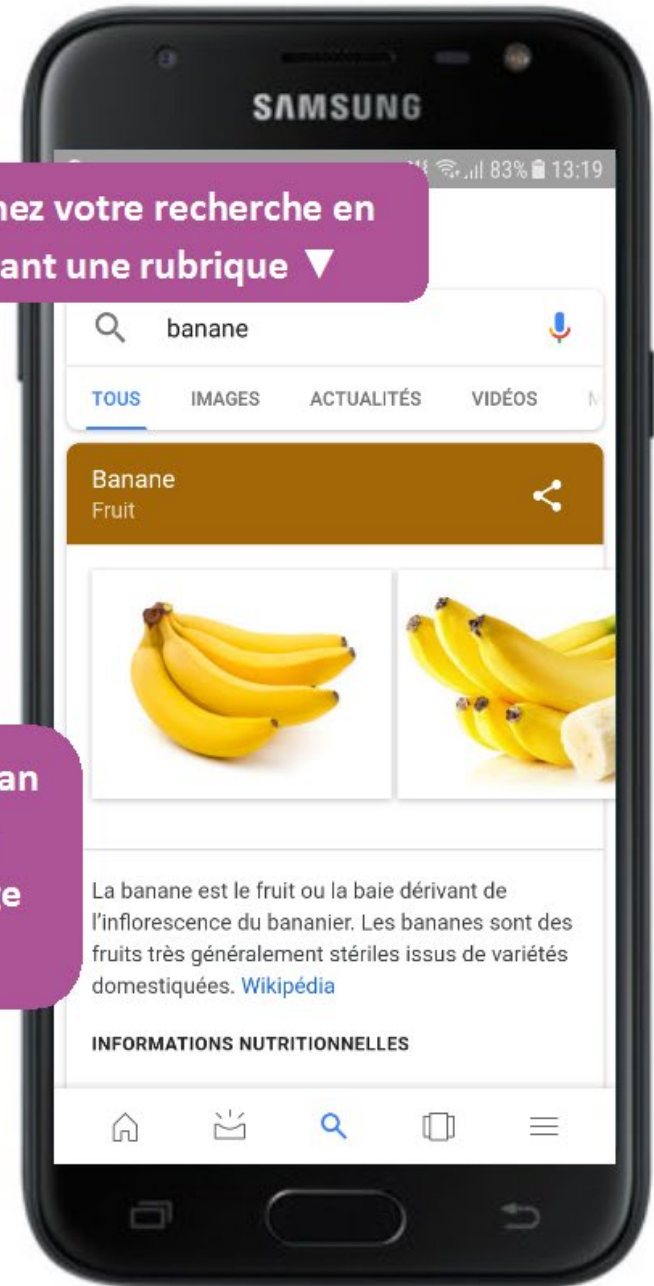 SAMSUNG
83% 13:19
nez votre recherche en
ant une rubrique ▼
banane
TOUS IMAGES ACTUALITÉS VIDÉOS M
Banane
Fruit
an
ge
La banane est le fruit ou la baie dérivant de
l'inflorescence du bananier. Les bananes sont des
fruits très généralement stériles issus de variétés
domestiquées. Wikipédia
INFORMATIONS NUTRITIONNELLES